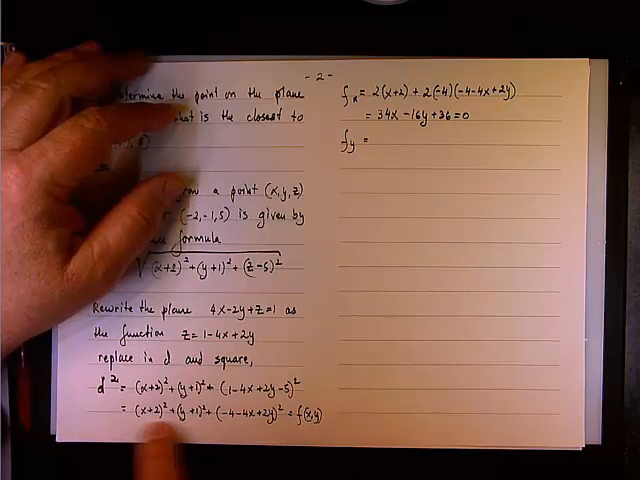 - 2 -
the point on the plane
is the closest to
a point (x, y, z)
(-2, -1, 5) is given by
formula
√(x+2)² + (y+1)² + (z-5)²
Rewrite the plane 4x-2y+z=1 as
the function z = 1-4x+2y
replace in d and square,
d² = (x+2)² + (y+1)² + (1-4x+2y-5)²
= (x+2)² + (y+1)² + (-4-4x+2y)² = f(x,y)
fx = 2(x+2) + 2(-4)(-4-4x+2y)
= 34x - 16y + 36 = 0
fy =